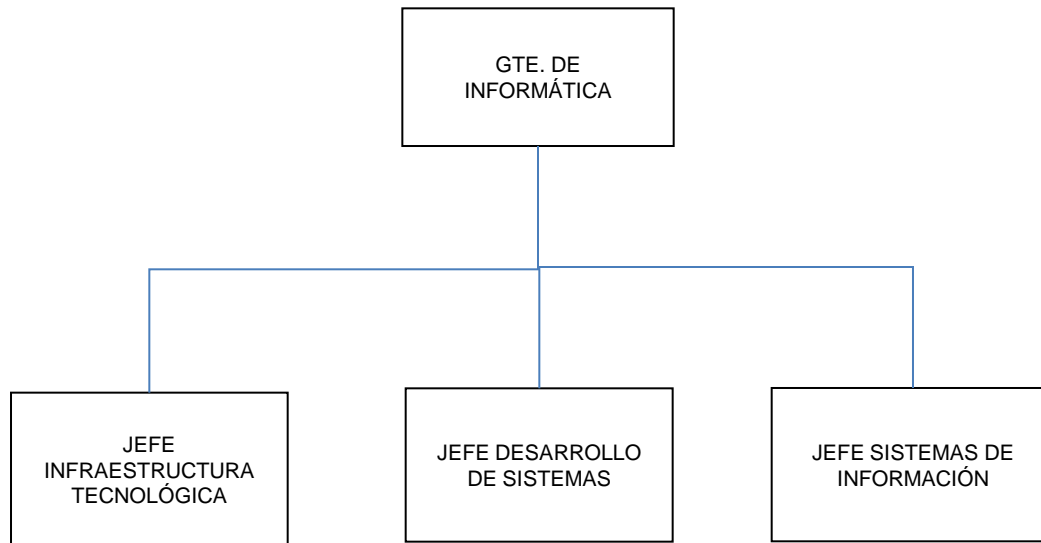 GTE. DE
INFORMÁTICA
JEFE
INFRAESTRUCTURA
TECNOLÓGICA
JEFE DESARROLLO
DE SISTEMAS
JEFE SISTEMAS DE
INFORMACIÓN